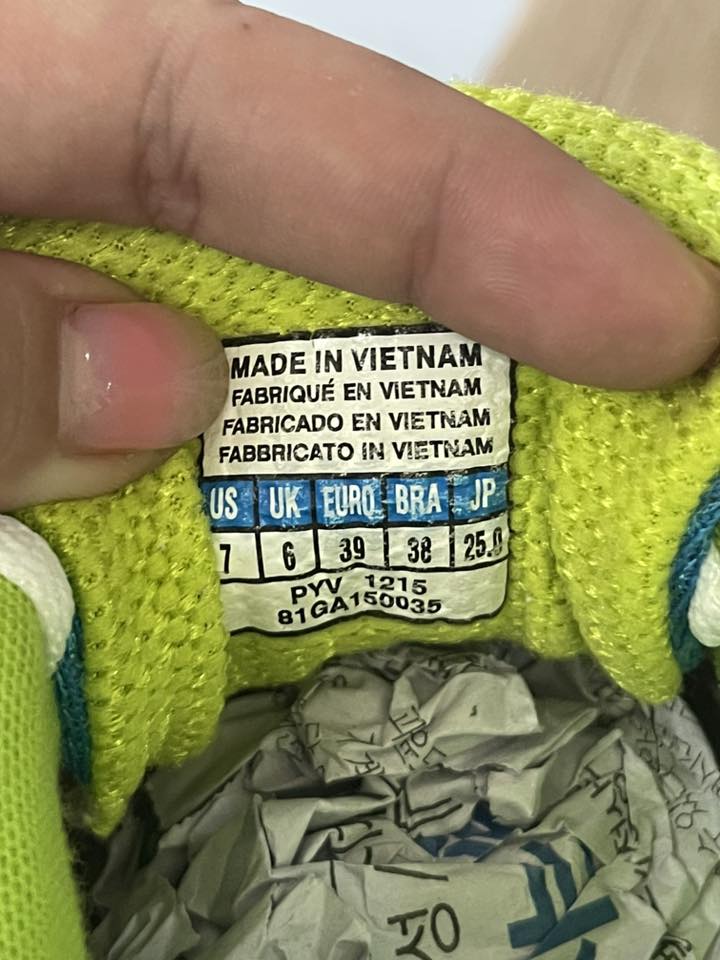 MADE IN VIETNAM
FABRIQUÉ EN VIETNAM
FABRICADO EN VIETNAM
FABBRICATO IN VIETNAM
US UK EURO BRA JP
7 6 39 38 25.0
PYV 1215
81GA150035